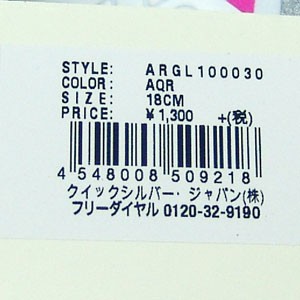 STYLE: ARGL100030
COLOR: AQR
SIZE: 18CM
PRICE: ¥1,300 +(税)
4 548008 509218
クイックシルバー・ジャパン(株)
フリーダイヤル 0120-32-9190